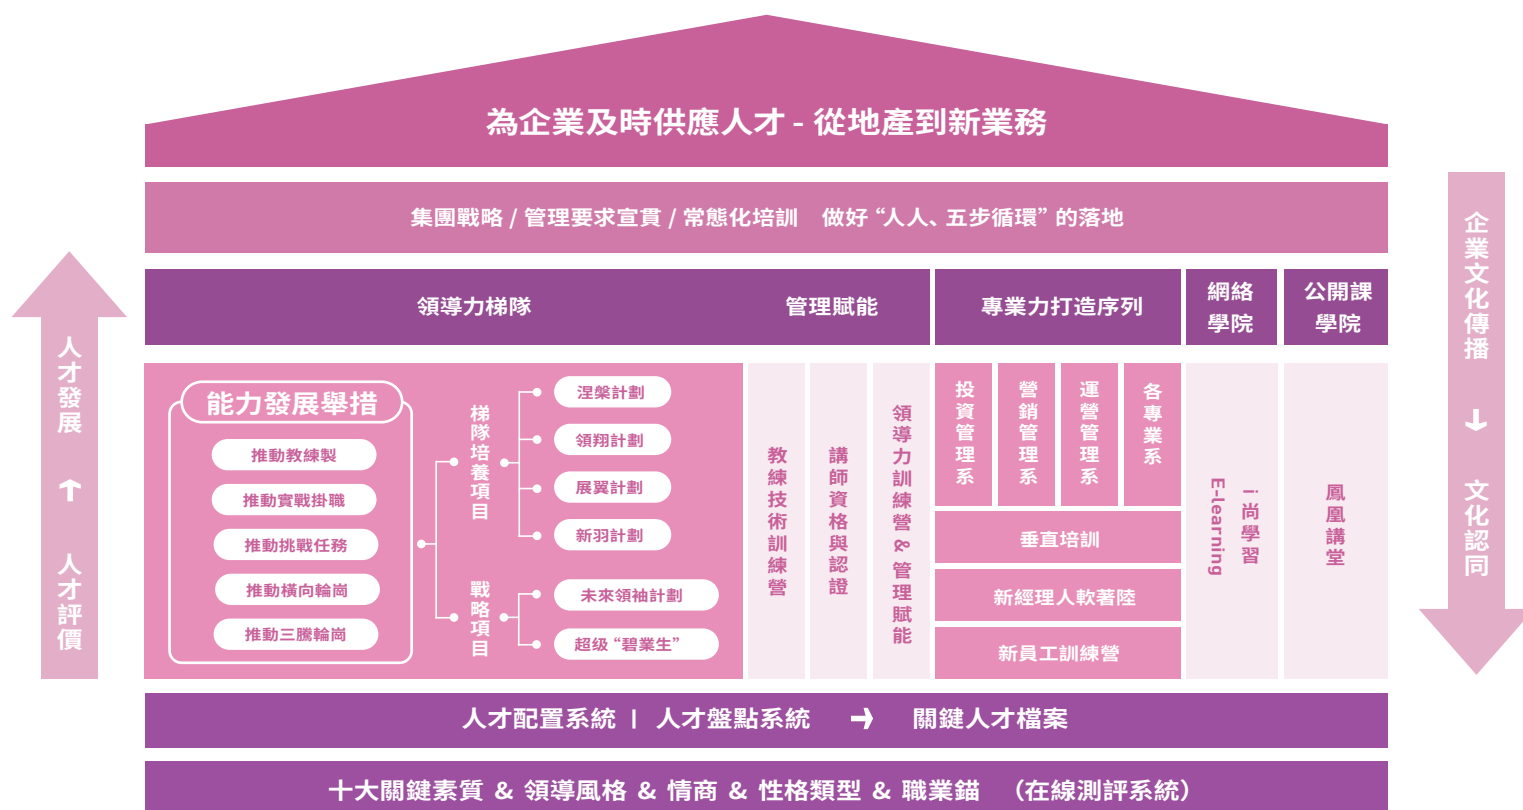 為企業及時供應人才 - 從地產到新業務
集團戰略 / 管理要求宣貫 / 常態化培訓 做好 “人人、五步循環” 的落地
領導力梯隊
管理賦能
專業力打造序列
網絡
學院
公開課
學院
人才發展
人才評價
能力發展舉措
推動教練製
推動實戰掛職
推動挑戰任務
推動橫向輪崗
推動三騰輪崗
梯隊培養項目
涅槃計劃
領翔計劃
展翼計劃
新羽計劃
戰略項目
未來領袖計劃
超级 “碧業生”
教練技術訓練營
講師資格與認證
領導力訓練營 & 管理賦能
投資管理系
營銷管理系
運營管理系
各專業系
垂直培訓
新經理人軟著陸
新員工訓練營
i 尚學習
E-learning
鳳凰講堂
企業文化傳播
文化認同
人才配置系統 | 人才盤點系統 → 關鍵人才檔案
十大關鍵素質 & 領導風格 & 情商 & 性格類型 & 職業錨 （在線測評系統）